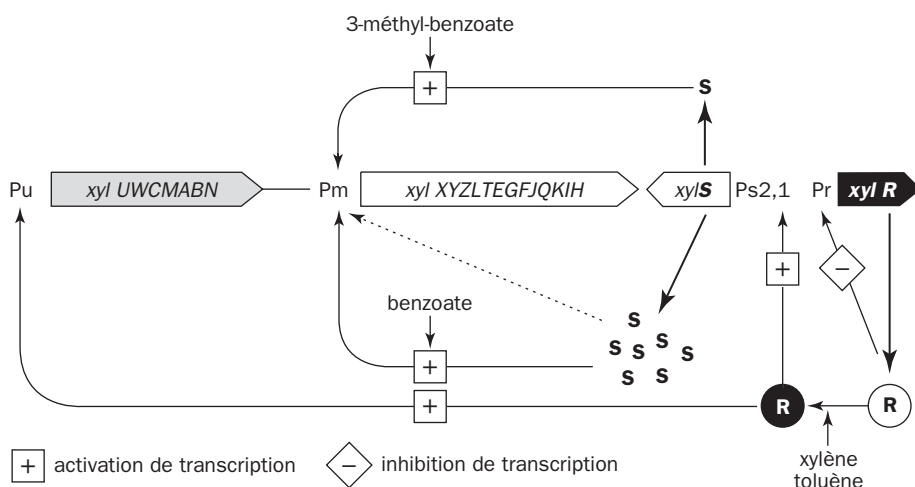 3-méthyl-benzoate
+
S
Pu xyl UWCMABN Pm xyl XYZLTEGFJQKIH xylS Ps2,1 Pr xyl R
+ −
benzoate
S
S S S S
S S
+
+ R R
+ activation de transcription − inhibition de transcription
xylène
toluène